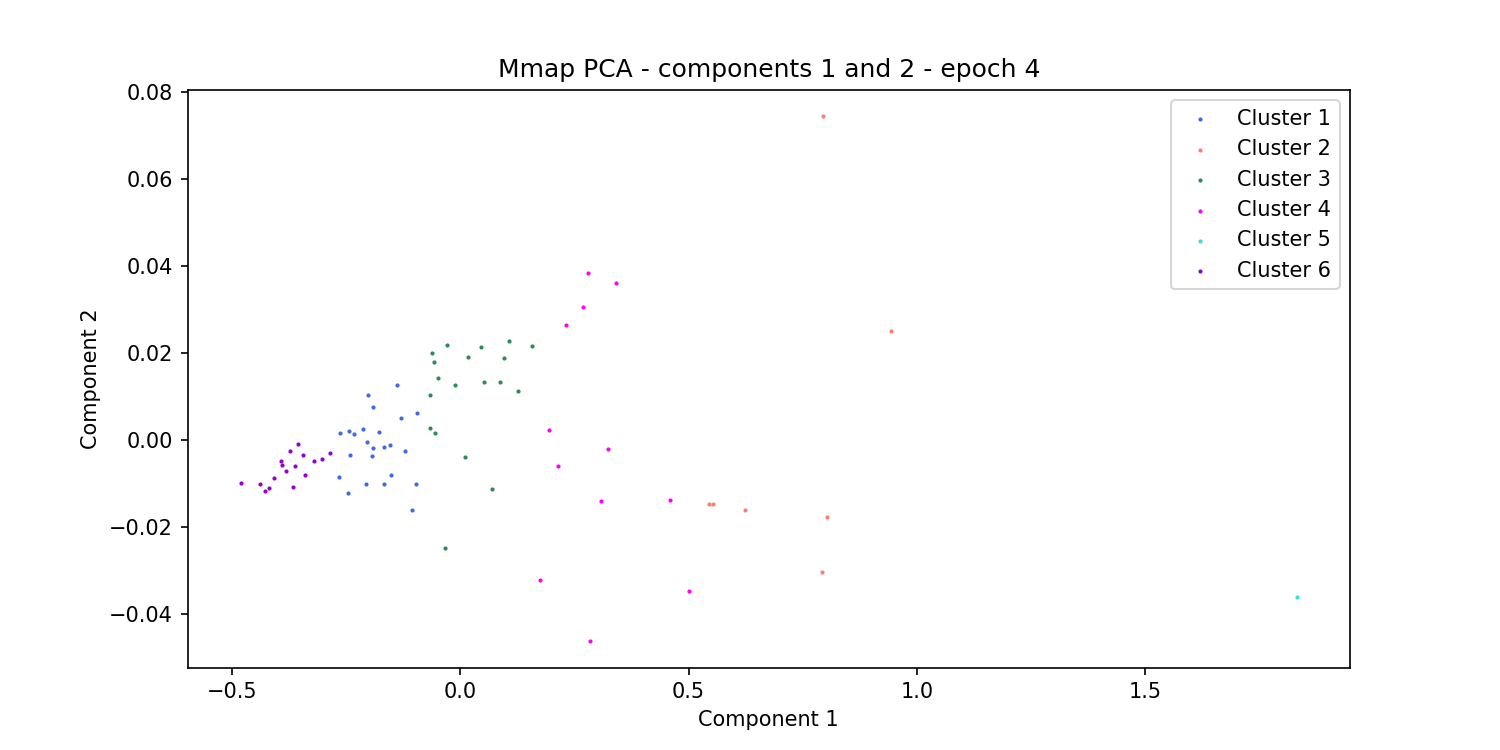 Mmap PCA - components 1 and 2 - epoch 4
0.08
0.06
0.04
0.02
0.00
−0.02
−0.04
Component 2
−0.5
0.0
0.5
1.0
1.5
Component 1
Cluster 1
Cluster 2
Cluster 3
Cluster 4
Cluster 5
Cluster 6